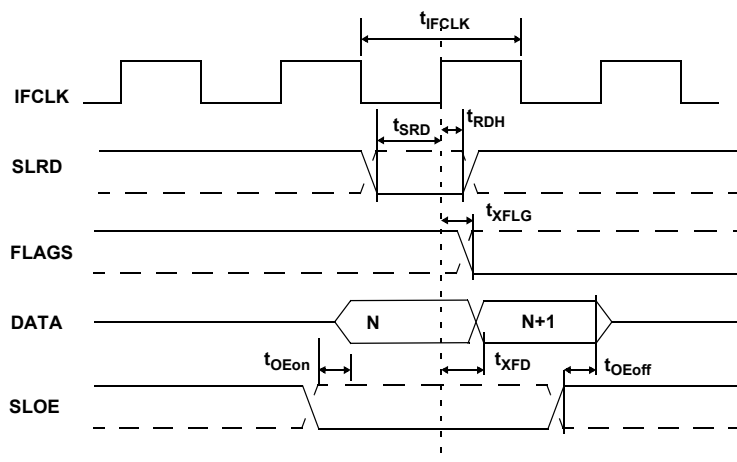 tIFCLK
IFCLK
tSRD
tRDH
SLRD
tXFLG
FLAGS
DATA
N
N+1
tOEon
tXFD
tOEoff
SLOE